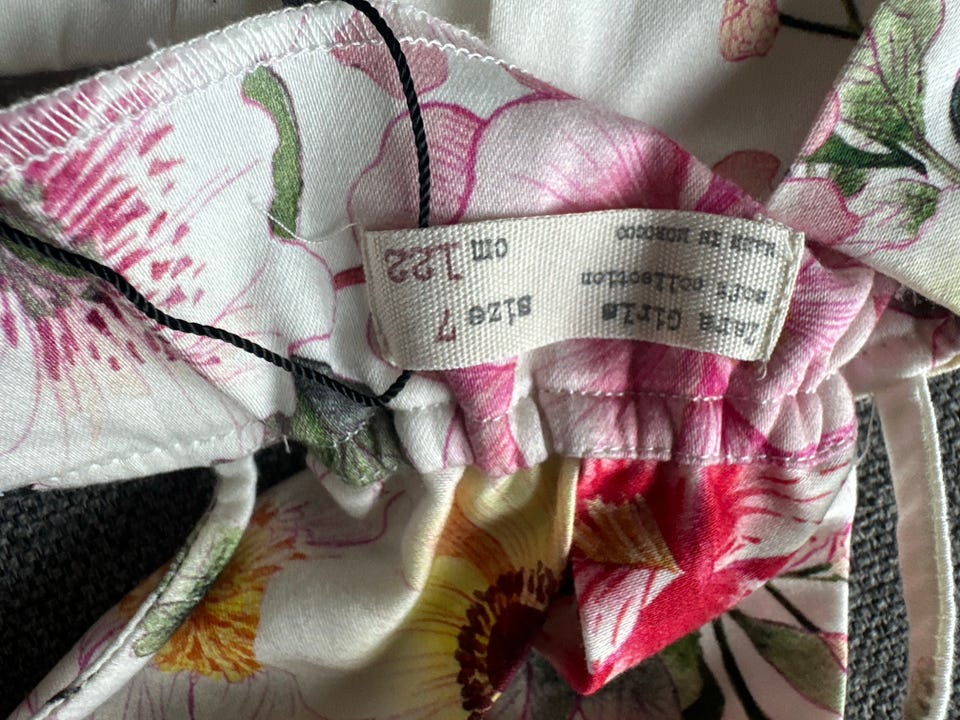 Zara Girls
soft collection
MADE IN MOROCCO
size 7
cm 122